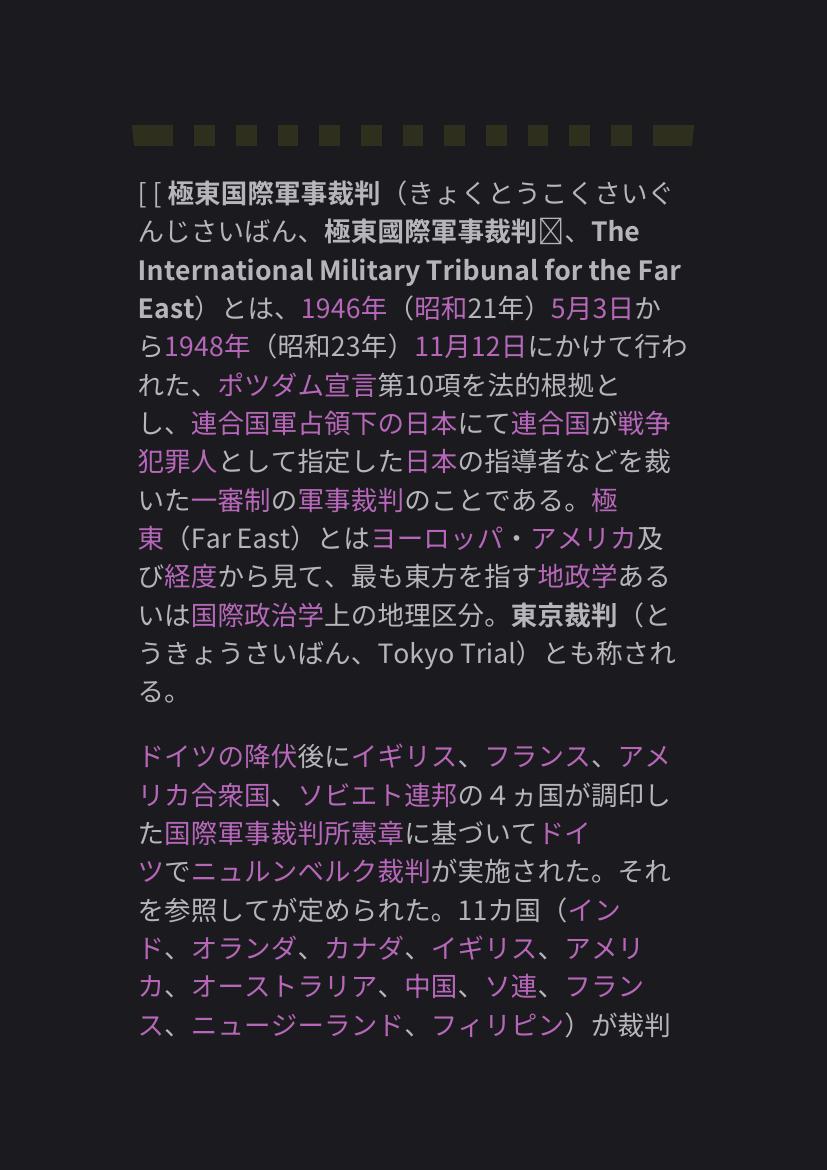 [ [ 極東国際軍事裁判（きょくとうこくさいぐ
んじさいばん、極東國際軍事裁判、The
International Military Tribunal for the Far
East）とは、1946年（昭和21年）5月3日か
ら1948年（昭和23年）11月12日にかけて行わ
れた、ポツダム宣言第10項を法的根拠と
し、連合国軍占領下の日本にて連合国が戦争
犯罪人として指定した日本の指導者などを裁
いた一審制の軍事裁判のことである。極
東（Far East）とはヨーロッパ・アメリカ及
び経度から見て、最も東方を指す地政学ある
いは国際政治学上の地理区分。東京裁判（と
うきょうさいばん、Tokyo Trial）とも称され
る。
ドイツの降伏後にイギリス、フランス、アメ
リカ合衆国、ソビエト連邦の４ヵ国が調印し
た国際軍事裁判所憲章に基づいてドイ
ツでニュルンベルク裁判が実施された。それ
を参照してが定められた。11カ国（イン
ド、オランダ、カナダ、イギリス、アメリ
カ、オーストラリア、中国、ソ連、フラン
ス、ニュージーランド、フィリピン）が裁判